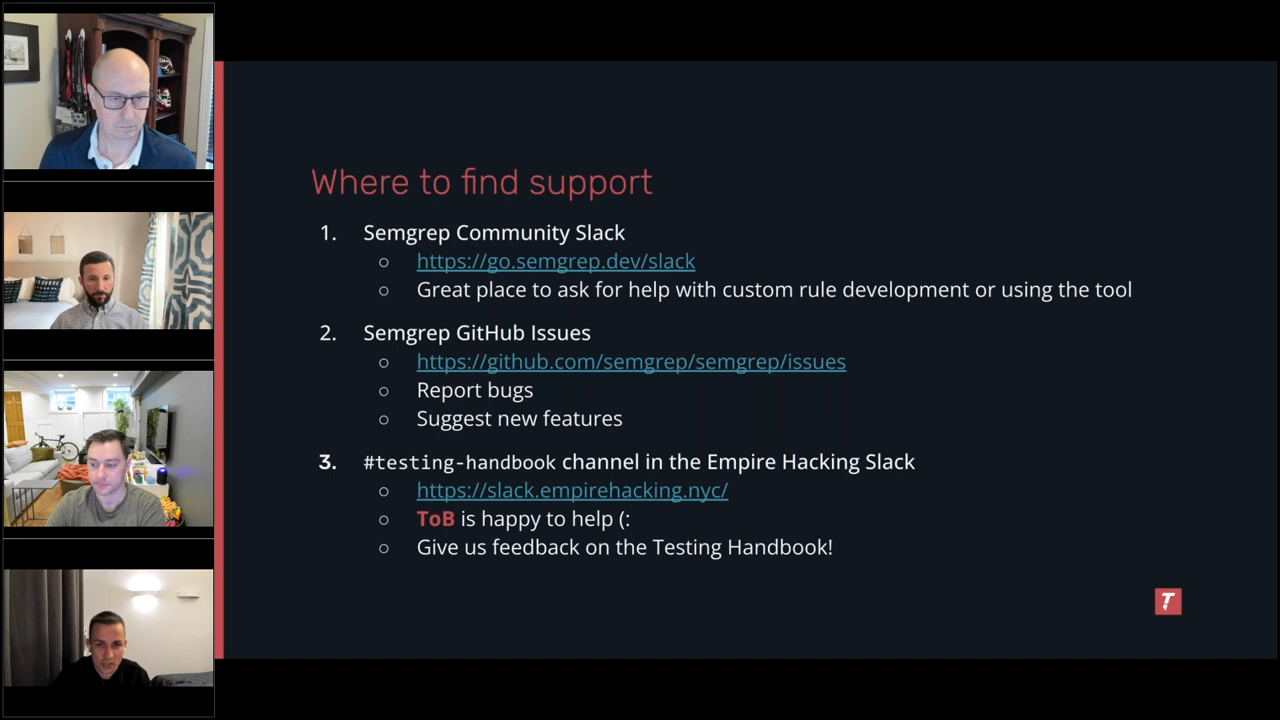 Where to find support
1. Semgrep Community Slack
○ https://go.semgrep.dev/slack
○ Great place to ask for help with custom rule development or using the tool
2. Semgrep GitHub Issues
○ https://github.com/semgrep/semgrep/issues
○ Report bugs
○ Suggest new features
3. #testing-handbook channel in the Empire Hacking Slack
○ https://slack.empirehacking.nyc/
○ ToB is happy to help (:
○ Give us feedback on the Testing Handbook!
T